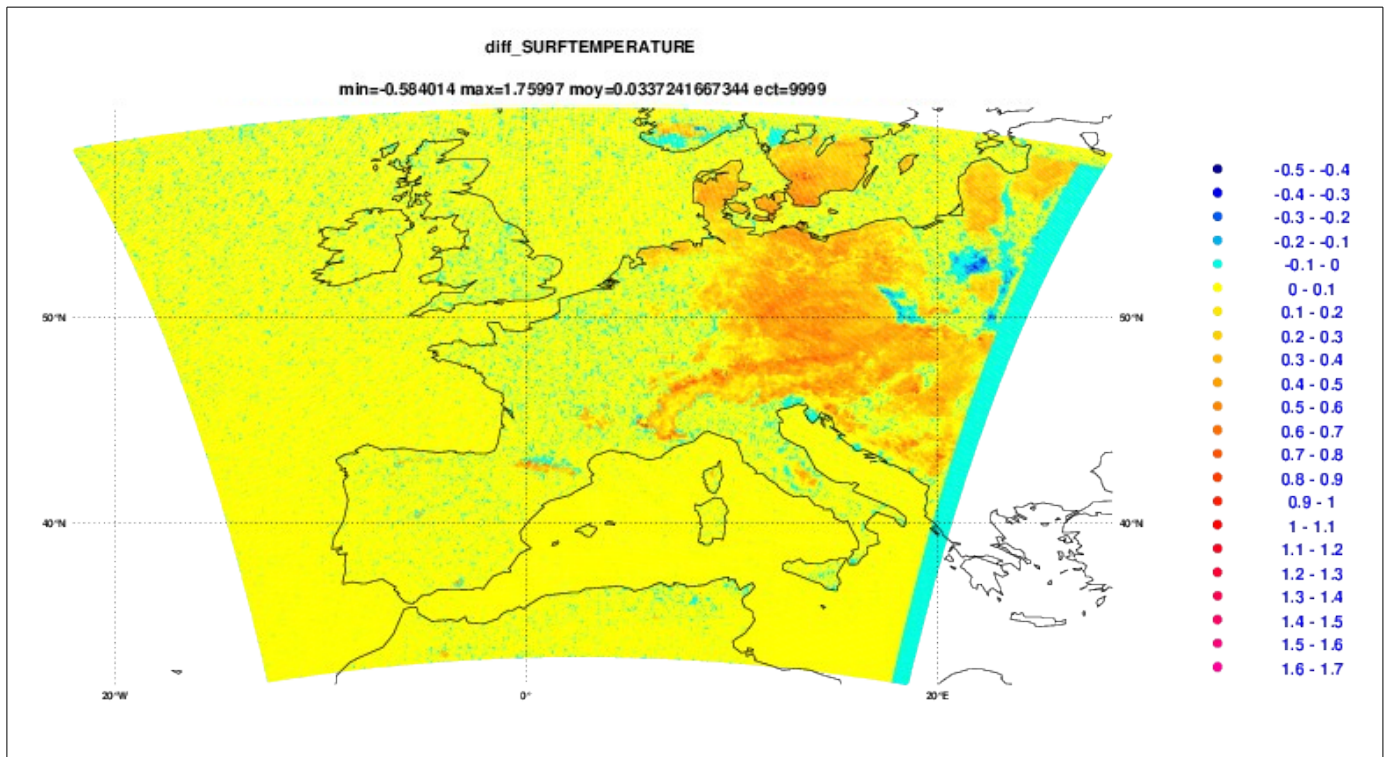 diff_SURFTEMPERATURE
min=-0.584014 max=1.75997 moy=0.0337241667344 ect=9999
-0.5 - -0.4
-0.4 - -0.3
-0.3 - -0.2
-0.2 - -0.1
-0.1 - 0
0 - 0.1
0.1 - 0.2
0.2 - 0.3
0.3 - 0.4
0.4 - 0.5
0.5 - 0.6
0.6 - 0.7
0.7 - 0.8
0.8 - 0.9
0.9 - 1
1 - 1.1
1.1 - 1.2
1.2 - 1.3
1.3 - 1.4
1.4 - 1.5
1.5 - 1.6
1.6 - 1.7
50°N 50°N
40°N 40°N
20°W 0° 20°E